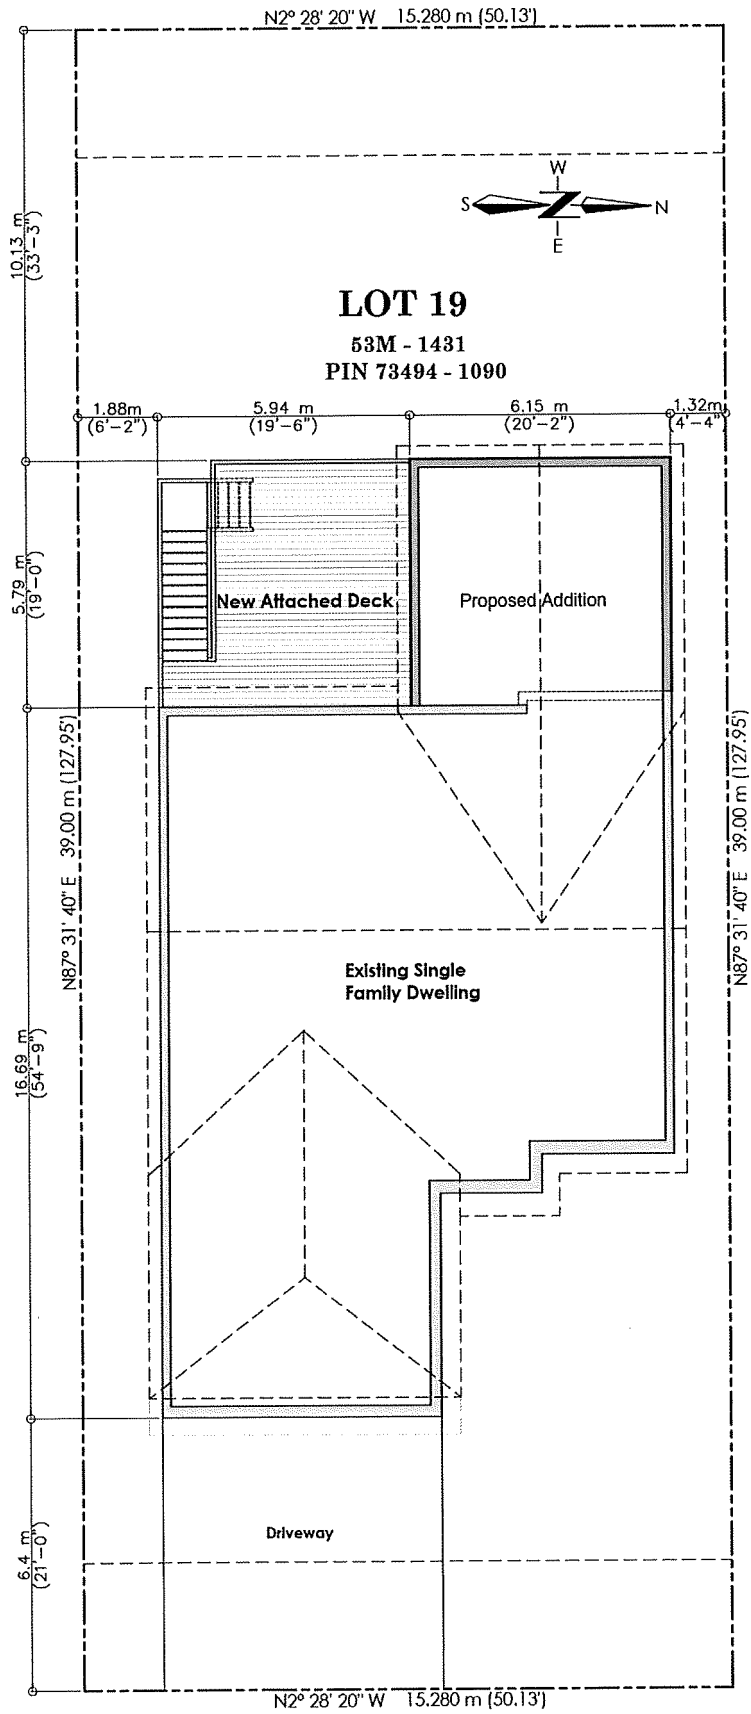 N2° 28' 20" W 15.280 m (50.13')
W
S N
E
10.13 m
(33'-3")
LOT 19
53M - 1431
PIN 73494 - 1090
1.88m
(6'-2")
5.94 m
(19'-6")
6.15 m
(20'-2")
1.32m
(4'-4"
5.79 m
(19'-0")
New Attached Deck
Proposed Addition
N87° 31' 40" E 39.00 m (127.95')
N87° 31' 40" E 39.00 m (127.95')
Existing Single
Family Dwelling
16.69 m
(54'-9")
Driveway
6.4 m
(21'-0")
N2° 28' 20" W 15.280 m (50.13')